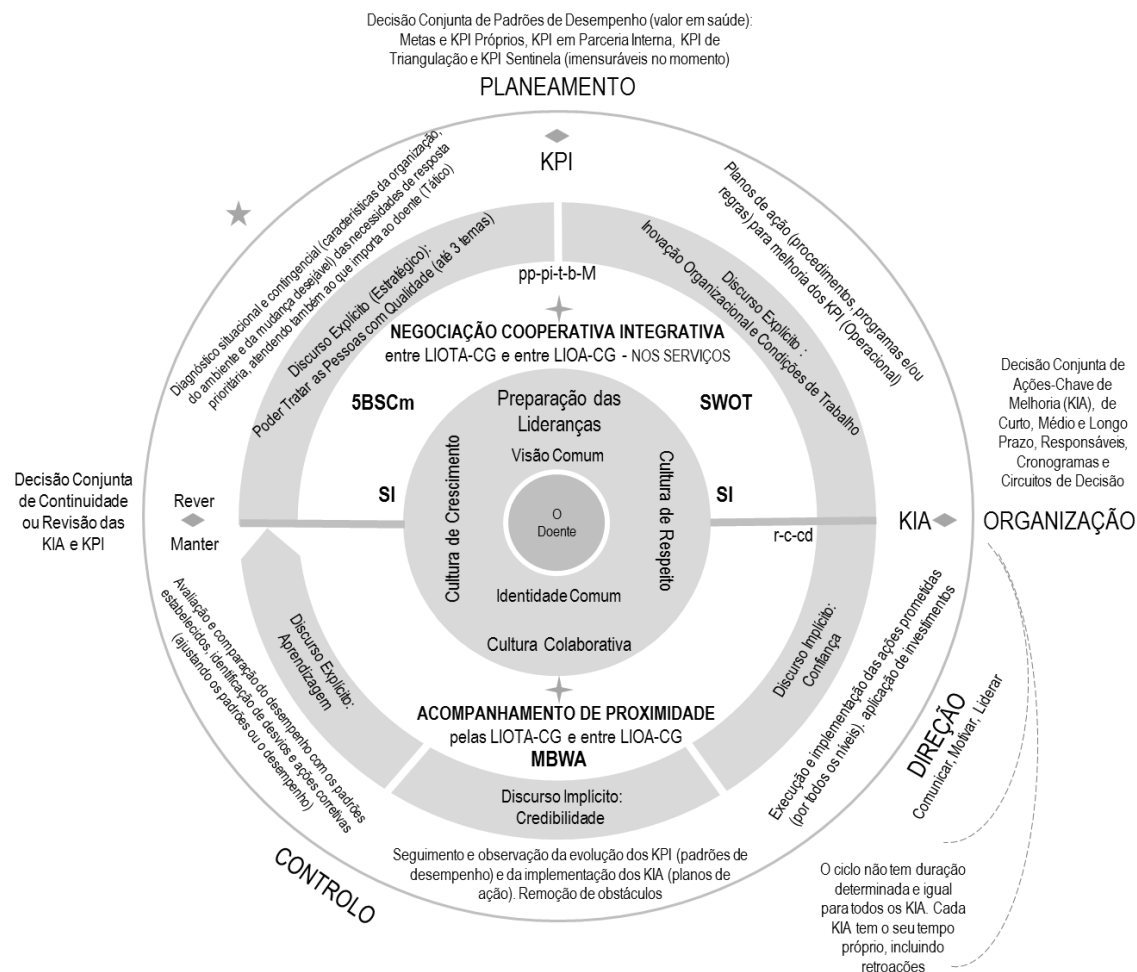 Decisão Conjunta de Padrões de Desempenho (valor em saúde):
Metas e KPI Próprios, KPI em Parceria Interna, KPI de
Triangulação e KPI Sentinela (imensuráveis no momento)
PLANEAMENTO
KPI
Diagnóstico situacional e contingencial (características da organização,
do ambiente e da mudança desejável) das necessidades de resposta
prioritária, atendendo também ao que importa ao doente (Tático)
Planos de ação (procedimentos, programas e/ou
regras) para melhoria dos KPI (Operacional)
Discurso Explícito (Estratégico):
Poder Tratar as Pessoas com Qualidade (até 3 temas)
Discurso Explícito :
Inovação Organizacional e Condições de Trabalho
pp-pi-t-b-M
NEGOCIAÇÃO COOPERATIVA INTEGRATIVA
entre LIOTA-CG e entre LIOA-CG - NOS SERVIÇOS
5BSCm
SWOT
Preparação das
Lideranças
Visão Comum
Cultura de Crescimento
Cultura de Respeito
O
Doente
Identidade Comum
Cultura Colaborativa
SI
SI
Decisão Conjunta
de Continuidade
ou Revisão das
KIA e KPI
Rever
Manter
r-c-cd
KIA
ORGANIZAÇÃO
Decisão Conjunta de
Ações-Chave de
Melhoria (KIA), de
Curto, Médio e Longo
Prazo, Responsáveis,
Cronogramas e
Circuitos de Decisão
ACOMPANHAMENTO DE PROXIMIDADE
pelas LIOTA-CG e entre LIOA-CG
MBWA
Discurso Implícito:
Confiança
Discurso Implícito:
Credibilidade
Discurso Explícito:
Aprendizagem
Execução e implementação das ações prometidas
(por todos os níveis), aplicação de investimentos
DIREÇÃO
Comunicar, Motivar, Liderar
Seguimento e observação da evolução dos KPI (padrões de
desempenho) e da implementação dos KIA (planos de
ação). Remoção de obstáculos
Avaliação e comparação do desempenho com os padrões
estabelecidos, identificação de desvios e ações corretivas
(ajustando os padrões ou o desempenho)
CONTROLO
O ciclo não tem duração
determinada e igual
para todos os KIA. Cada
KIA tem o seu tempo
próprio, incluindo
retroações